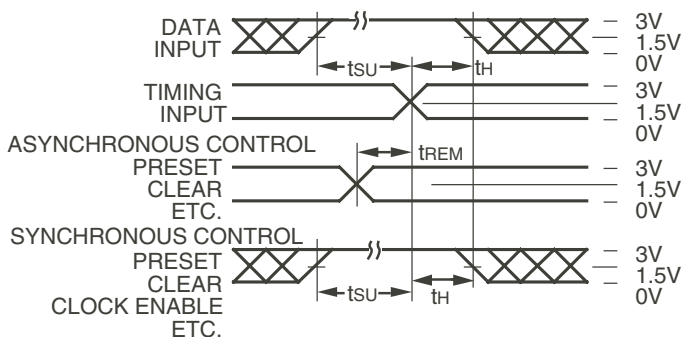 DATA
INPUT
3V
1.5V
0V
tSU
tH
TIMING
INPUT
3V
1.5V
0V
ASYNCHRONOUS CONTROL
PRESET
CLEAR
ETC.
tREM
3V
1.5V
0V
SYNCHRONOUS CONTROL
PRESET
CLEAR
CLOCK ENABLE
ETC.
tSU
tH
3V
1.5V
0V